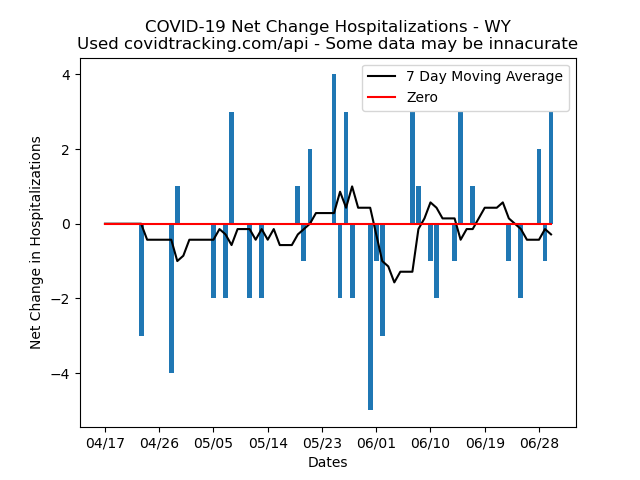 COVID-19 Net Change Hospitalizations - WY
Used covidtracking.com/api - Some data may be innacurate
7 Day Moving Average
Zero
Net Change in Hospitalizations
4
2
0
−2
−4
04/17 04/26 05/05 05/14 05/23 06/01 06/10 06/19 06/28
Dates